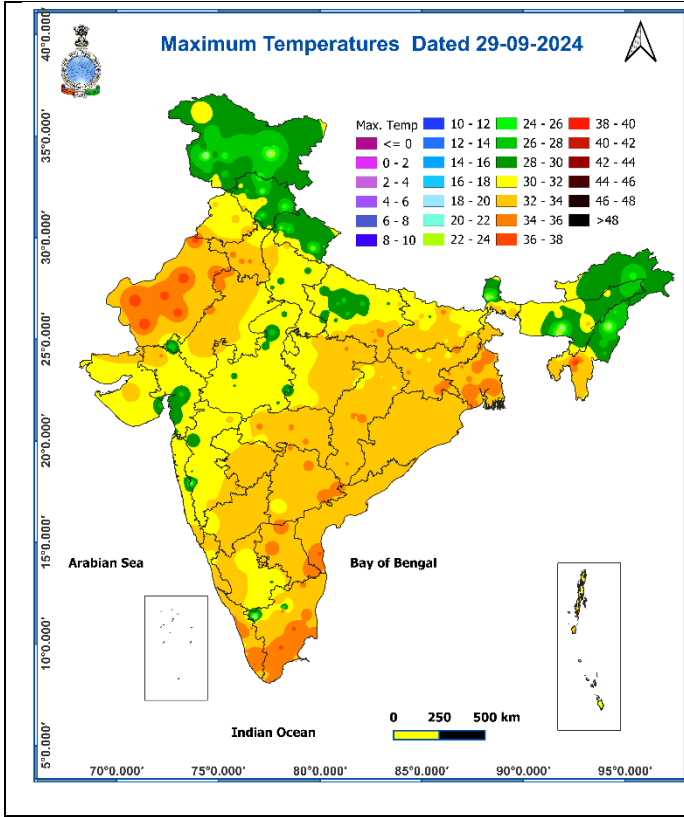 Maximum Temperatures Dated 29-09-2024
Max. Temp
<= 0
0 - 2
2 - 4
4 - 6
6 - 8
8 - 10
10 - 12
12 - 14
14 - 16
16 - 18
18 - 20
20 - 22
22 - 24
24 - 26
26 - 28
28 - 30
30 - 32
32 - 34
34 - 36
36 - 38
38 - 40
40 - 42
42 - 44
44 - 46
46 - 48
>48
40°0.000′
35°0.000′
30°0.000′
25°0.000′
20°0.000′
15°0.000′
10°0.000′
5°0.000′
Arabian Sea
Bay of Bengal
Indian Ocean
0 250 500 km
70°0.000′ 75°0.000′ 80°0.000′ 85°0.000′ 90°0.000′ 95°0.000′